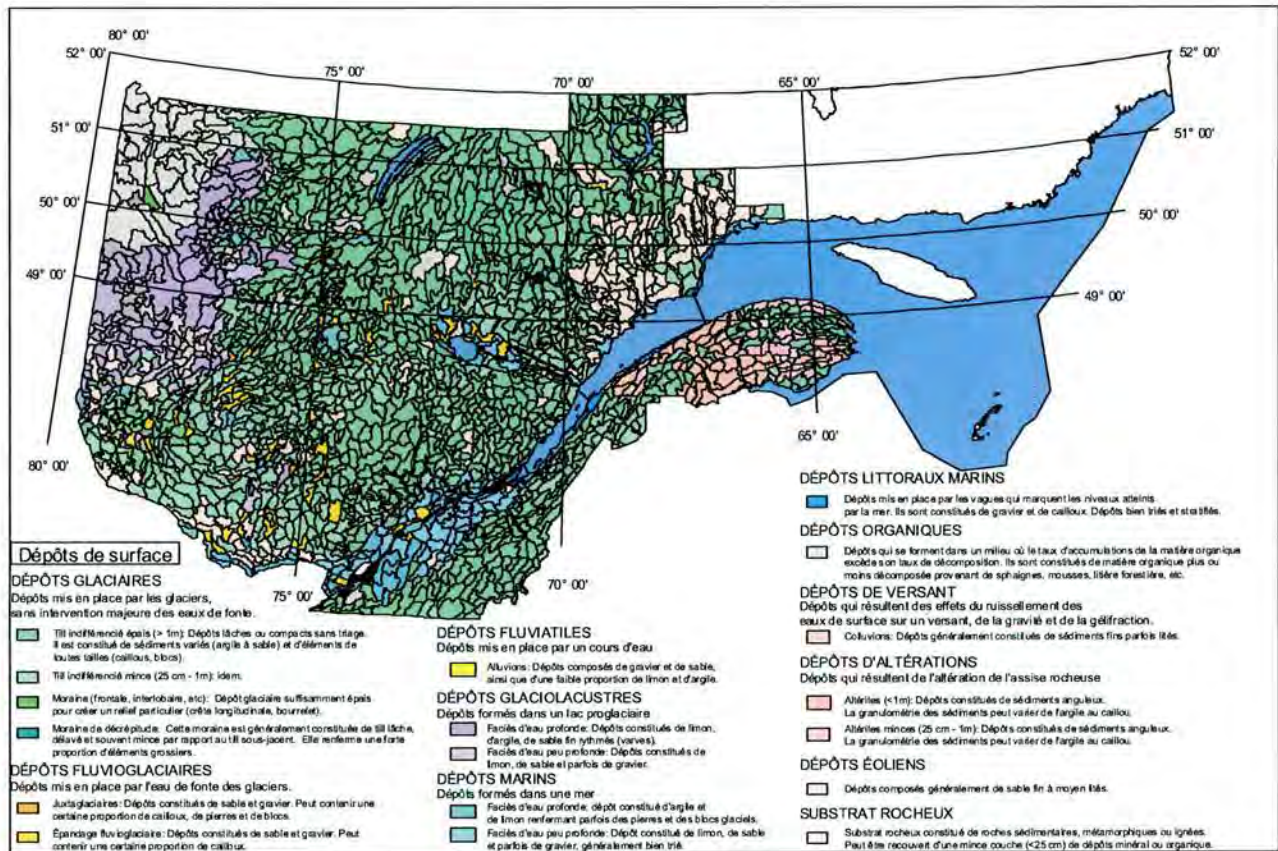 80° 00'
52° 00'
75° 00'
70° 00'
65° 00'
52° 00'
51° 00'
51° 00'
50° 00'
50° 00'
49° 00'
49° 00'
80° 00'
65° 00'
75° 00'
70° 00'
Dépôts de surface
DÉPÔTS GLACIAIRES
Dépôts mis en place par les glaciers,
sans intervention majeure des eaux de fonte.
Till indifférencié épais (> 1m): Dépôts lâches ou compacts sans triage.
Il est constitué de sédiments variés (argile à sable) et d'éléments de
toutes tailles (cailloux, blocs).
Till indifférencié mince (25 cm - 1m): idem.
Moraine (frontale, interlobaire, etc): Dépôt glaciaire suffisamment épais
pour créer un relief particulier (crête longitudinale, bourrelet).
Moraine de décrépitude: Cette moraine est généralement constituée de till lâche,
délavé et souvent mince par rapport au till sous-jacent. Elle renferme une forte
proportion d'éléments grossiers.
DÉPÔTS FLUVIOGLACIAIRES
Dépôts mis en place par l'eau de fonte des glaciers.
Juxtaglaciaires: Dépôts constitués de sable et gravier. Peut contenir une
certaine proportion de cailloux, de pierres et de blocs.
Épandage fluvioglaciaire: Dépôts constitués de sable et gravier. Peut
contenir une certaine proportion de cailloux.
DÉPÔTS FLUVIATILES
Dépôts mis en place par un cours d'eau
Alluvions: Dépôts composés de gravier et de sable,
ainsi que d'une faible proportion de limon et d'argile.
DÉPÔTS GLACIOLACUSTRES
Dépôts formés dans un lac proglaciaire
Faciès d'eau profonde: Dépôts constitués de limon,
d'argile, de sable fin rythmés (varves).
Faciès d'eau peu profonde: Dépôts constitués de
limon, de sable et parfois de gravier.
DÉPÔTS MARINS
Dépôts formés dans une mer
Faciès d'eau profonde: dépôt constitué d'argile et
de limon renfermant parfois des pierres et des blocs glaciels.
Faciès d'eau peu profonde: Dépôt constitué de limon, de sable
et parfois de gravier, généralement bien trié.
DÉPÔTS LITTORAUX MARINS
Dépôts mis en place par les vagues qui marquent les niveaux atteints
par la mer. Ils sont constitués de gravier et de cailloux. Dépôts bien triés et stratifiés.
DÉPÔTS ORGANIQUES
Dépôts qui se forment dans un milieu où le taux d'accumulations de la matière organique
excède son taux de décomposition. Ils sont constitués de matière organique plus ou
moins décomposée provenant de sphaignes, mousses, litière forestière, etc.
DÉPÔTS DE VERSANT
Dépôts qui résultent des effets du ruissellement des
eaux de surface sur un versant, de la gravité et de la gélifraction.
Colluvions: Dépôts généralement constitués de sédiments fins parfois lités.
DÉPÔTS D'ALTÉRATIONS
Dépôts qui résultent de l'altération de l'assise rocheuse
Altérites (<1m): Dépôts constitués de sédiments anguleux.
La granulométrie des sédiments peut varier de l'argile au caillou.
Altérites minces (25 cm - 1m): Dépôts constitués de sédiments anguleux.
La granulométrie des sédiments peut varier de l'argile au caillou.
DÉPÔTS ÉOLIENS
Dépôts composés généralement de sable fin à moyen lités.
SUBSTRAT ROCHEUX
Substrat rocheux constitué de roches sédimentaires, métamorphiques ou ignées.
Peut être recouvert d'une mince couche (<25 cm) de dépôts minéral ou organique.